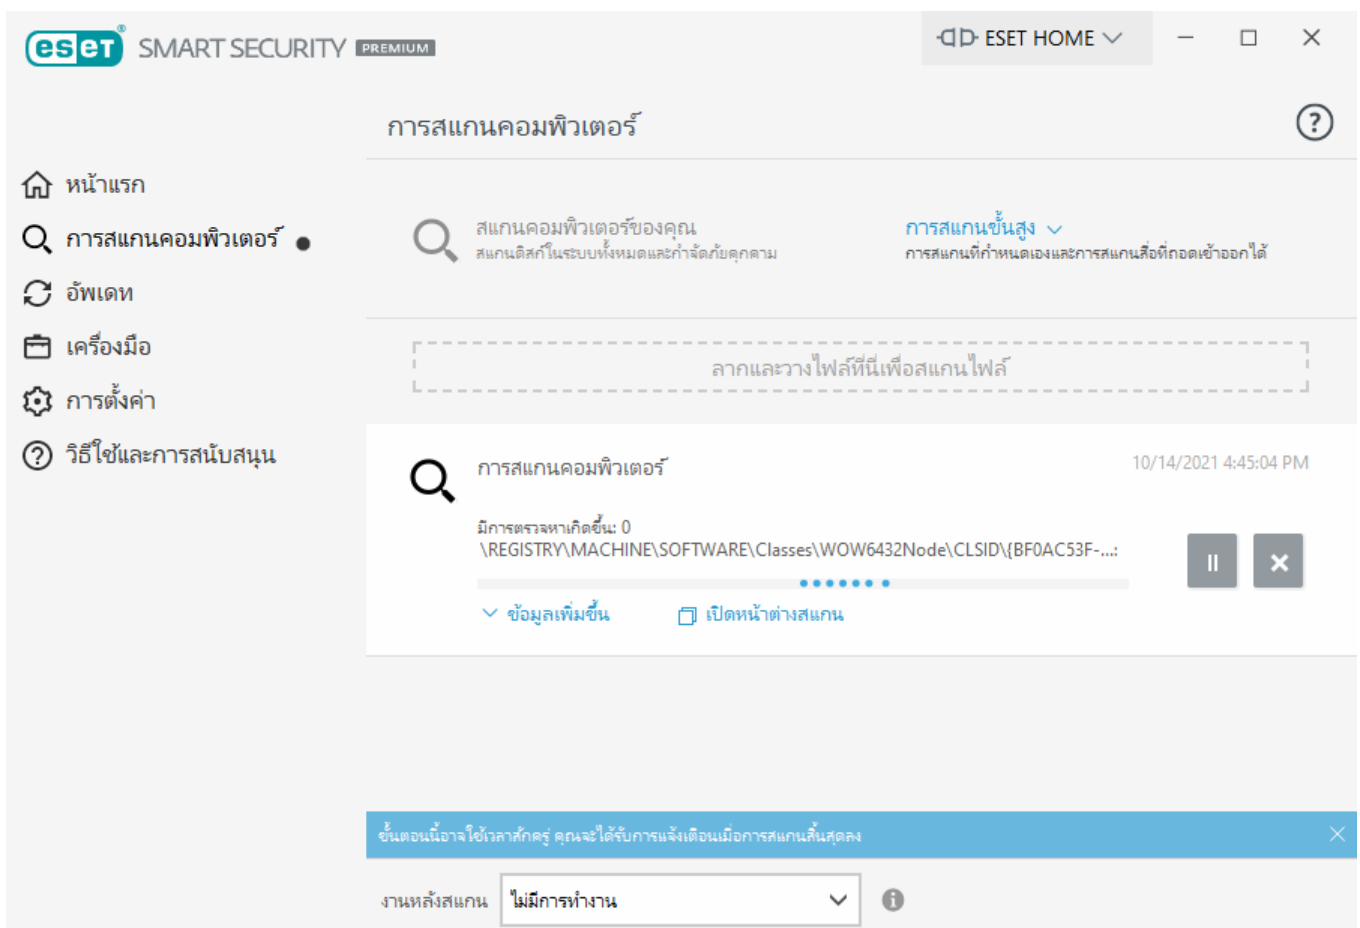 eset® SMART SECURITY PREMIUM
ESET HOME
การสแกนคอมพิวเตอร์
?
หน้าแรก
การสแกนคอมพิวเตอร์
อัพเดท
เครื่องมือ
การตั้งค่า
? วิธีใช้และการสนับสนุน
สแกนคอมพิวเตอร์ของคุณ
สแกนดิสก์ในระบบทั้งหมดและกำจัดภัยคุกคาม
การสแกนขั้นสูง
การสแกนที่กำหนดเองและการสแกนสื่อที่ถอดเข้าออกได้
ลากและวางไฟล์ที่นี่เพื่อสแกนไฟล์
การสแกนคอมพิวเตอร์
10/14/2021 4:45:04 PM
มีการตรวจหาเกิดขึ้น: 0
\REGISTRY\MACHINE\SOFTWARE\Classes\WOW6432Node\CLSID\{BF0AC53F-...:
ข้อมูลเพิ่มขึ้น
เปิดหน้าต่างสแกน
ขั้นตอนนี้อาจใช้เวลาสักครู่ คุณจะได้รับการแจ้งเตือนเมื่อการสแกนสิ้นสุดลง
งานหลังสแกน
ไม่มีการทำงาน
i